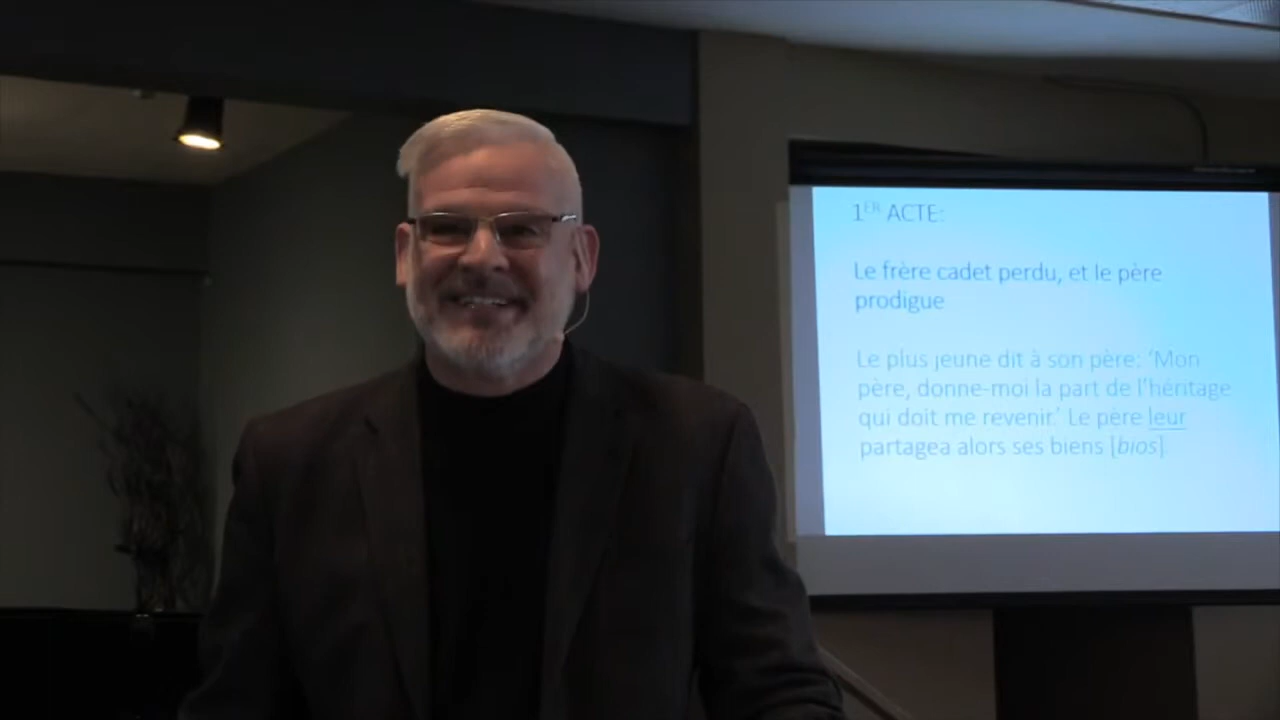 1ER ACTE:
Le frère cadet perdu, et le père
prodigue
Le plus jeune dit à son père: ‘Mon
père, donne-moi la part de l’héritage
qui doit me revenir.’ Le père leur
partagea alors ses biens [bios]